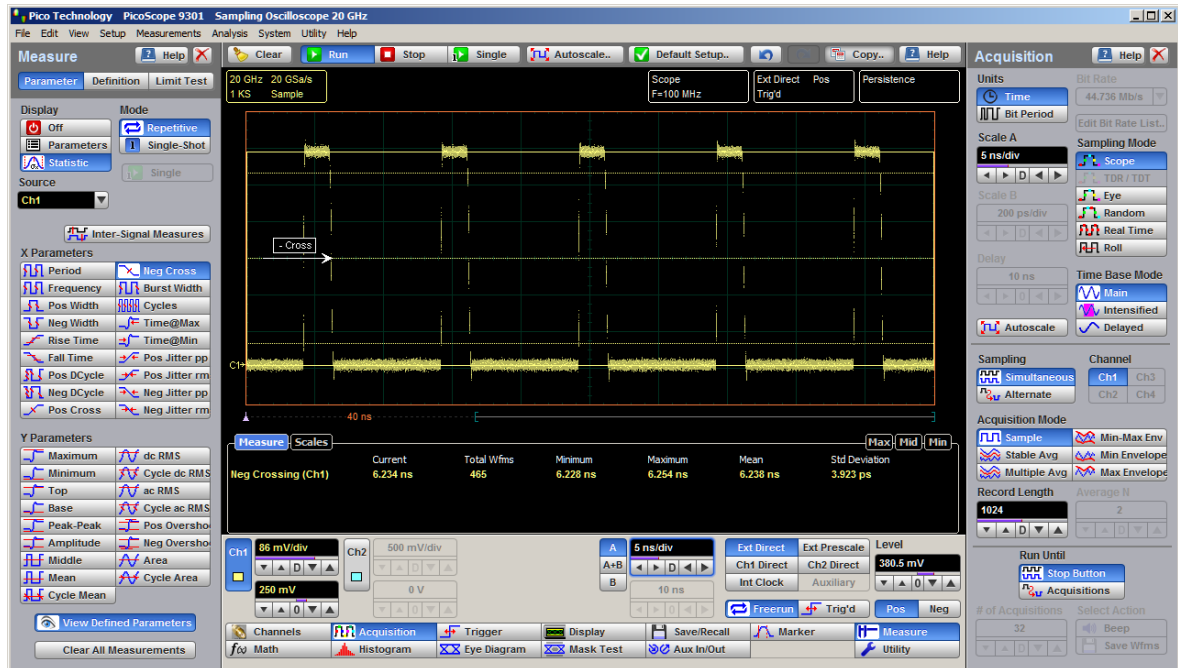 Pico Technology PicoScope 9301 Sampling Oscilloscope 20 GHz
File Edit View Setup Measurements Analysis System Utility Help
Measure Help
Parameter Definition Limit Test
Display Mode
Off Repetitive
Parameters 1 Single-Shot
Statistic Single
Source
Ch1
Inter-Signal Measures
X Parameters
Period Neg Cross
Frequency Burst Width
Pos Width Cycles
Neg Width Time@Max
Rise Time Time@Min
Fall Time Pos Jitter pp
Pos DCycle Pos Jitter rm
Neg DCycle Neg Jitter pp
Pos Cross Neg Jitter rm
Y Parameters
Maximum dc RMS
Minimum Cycle dc RMS
Top ac RMS
Base Cycle ac RMS
Peak-Peak Pos Oversho
Amplitude Neg Oversho
Middle Area
Mean Cycle Area
Cycle Mean
View Defined Parameters
Clear All Measurements
Clear Run Stop Single Autoscale.. Default Setup.. Copy.. Help
20 GHz 20 GSa/s
1 KS Sample
Scope
F=100 MHz
Ext Direct Pos
Trig'd
Persistence
- Cross
C1
40 ns
Measure Scales Max Mid Min
Current Total Wfms Minimum Maximum Mean Std Deviation
Neg Crossing (Ch1) 6.234 ns 465 6.228 ns 6.254 ns 6.238 ns 3.923 ps
Ch1 86 mV/div Ch2 500 mV/div A 5 ns/div Ext Direct Ext Prescale Level
D D A+B D Ch1 Direct Ch2 Direct 380.5 mV
250 mV 0 V B 10 ns Int Clock Auxiliary 0
0 0 0 Freerun Trig'd Pos Neg
Channels Acquisition Trigger Display Save/Recall Marker Measure
f(x) Math Histogram Eye Diagram Mask Test Aux In/Out Utility
Acquisition Help
Units Bit Rate
Time 44.736 Mb/s
Bit Period Edit Bit Rate List..
Scale A Sampling Mode
5 ns/div Scope
D TDR / TDT
Scale B Eye
200 ps/div Random
D Real Time
Roll
Delay
10 ns Time Base Mode
0 Main
Intensified
Autoscale Delayed
Sampling Channel
Simultaneous Ch1 Ch3
Alternate Ch2 Ch4
Acquisition Mode
Sample Min-Max Env
Stable Avg Min Envelope
Multiple Avg Max Envelope
Record Length Average N
1024 2
D D
Run Until
Stop Button
Acquisitions
# of Acquisitions Select Action
32 Beep
D Save Wfms